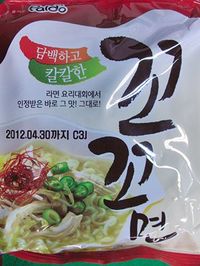 Paldo
담백하고
칼칼한
라면 요리대회에서
인정받은 바로 그 맛! 그대로!
2012.04.30까지 C3J
꼬꼬면